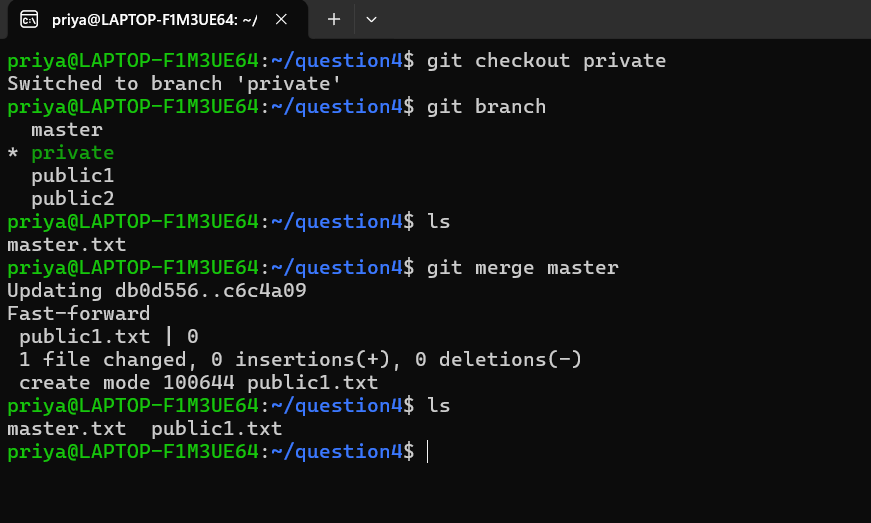 priya@LAPTOP-F1M3UE64: ~/
priya@LAPTOP-F1M3UE64:~/question4$ git checkout private
Switched to branch 'private'
priya@LAPTOP-F1M3UE64:~/question4$ git branch
  master
* private
  public1
  public2
priya@LAPTOP-F1M3UE64:~/question4$ ls
master.txt
priya@LAPTOP-F1M3UE64:~/question4$ git merge master
Updating db0d556..c6c4a09
Fast-forward
 public1.txt | 0
 1 file changed, 0 insertions(+), 0 deletions(-)
 create mode 100644 public1.txt
priya@LAPTOP-F1M3UE64:~/question4$ ls
master.txt  public1.txt
priya@LAPTOP-F1M3UE64:~/question4$